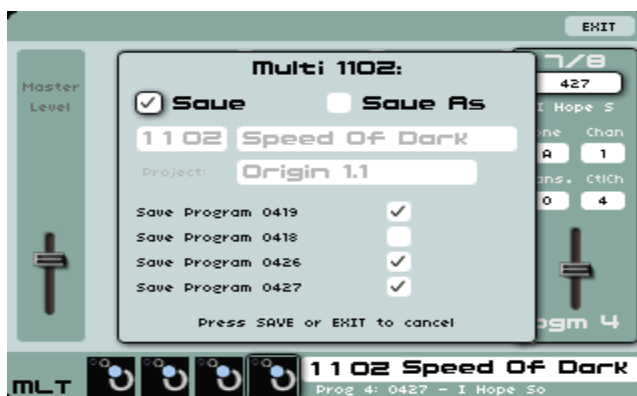 EXIT
Multi 1102:
7/8
Master
Level
427
Save
Save As
I Hope S
1102
Speed Of Dark
Chan
A
1
Project:
Origin 1.1
CtlCh
0
4
Save Program 0419
Save Program 0418
Save Program 0426
Save Program 0427
Press SAVE or EXIT to cancel
4
MLT
1102 Speed Of Dark
Prog 4: 0427 - I Hope So